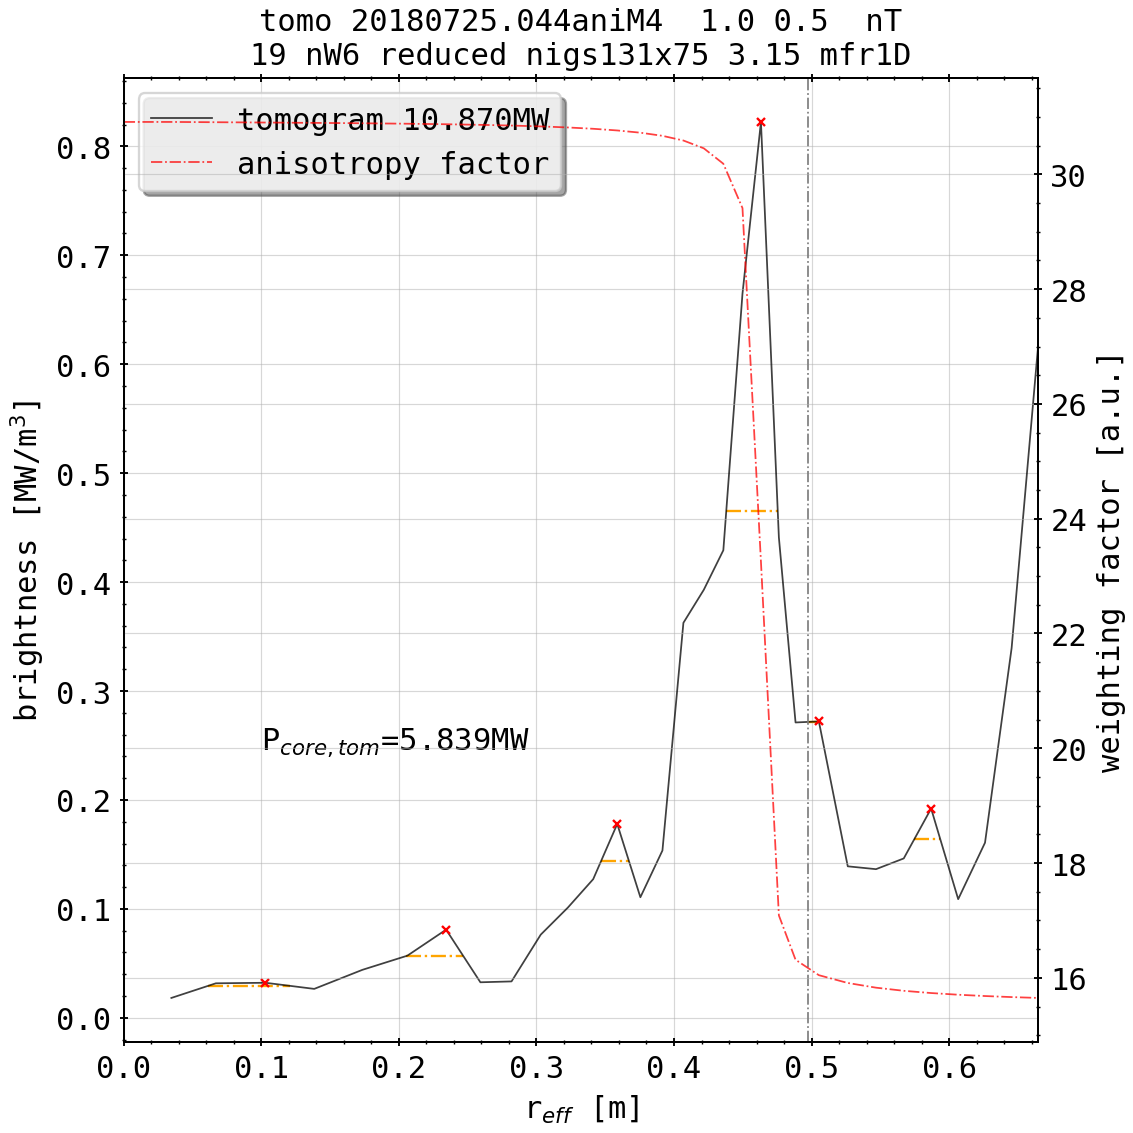 tomo 20180725.044aniM4  1.0 0.5  nT
19 nW6 reduced nigs131x75 3.15 mfr1D
tomogram 10.870MW
anisotropy factor
brightness [MW/m³]
0.8
0.7
0.6
0.5
0.4
0.3
0.2
0.1
0.0
P_core,tom=5.839MW
30
28
26
24
22
20
18
16
weighting factor [a.u.]
0.0 0.1 0.2 0.3 0.4 0.5 0.6
r_eff [m]